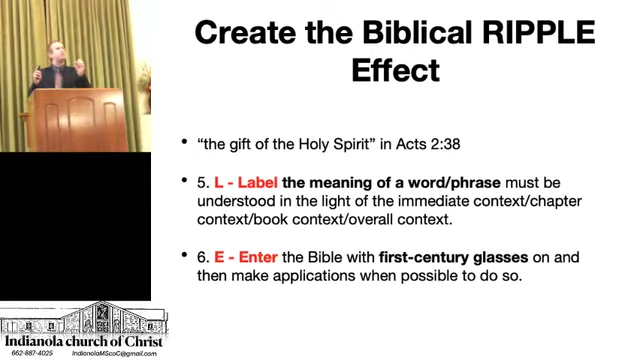 Create the Biblical RIPPLE
Effect
• “the gift of the Holy Spirit” in Acts 2:38
• 5. L - Label the meaning of a word/phrase must be
understood in the light of the immediate context/chapter
context/book context/overall context.
• 6. E - Enter the Bible with first-century glasses on and
then make applications when possible to do so.
Indianola church of Christ
662-887-4025 IndianolaMScoC@gmail.com